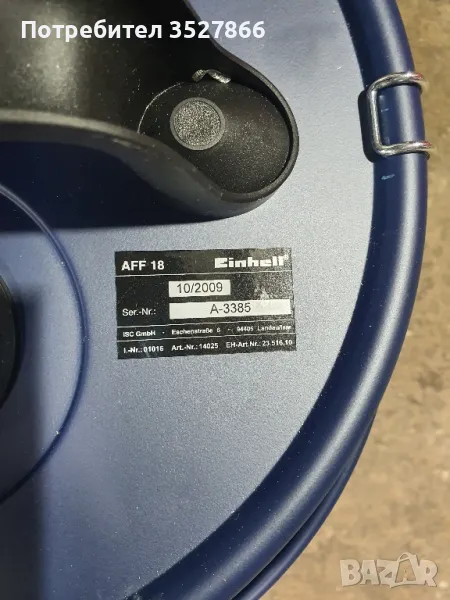 Потребител 3527866
AFF 18 Einhell
10/2009
Ser.-Nr.: A-3385
ISC GmbH - Eschenstraße 6 - 94405 Landau/Isar
I.-Nr.: 01016 Art.-Nr.: 14025 EH-Art.Nr.: 23.516.10
BAZAR